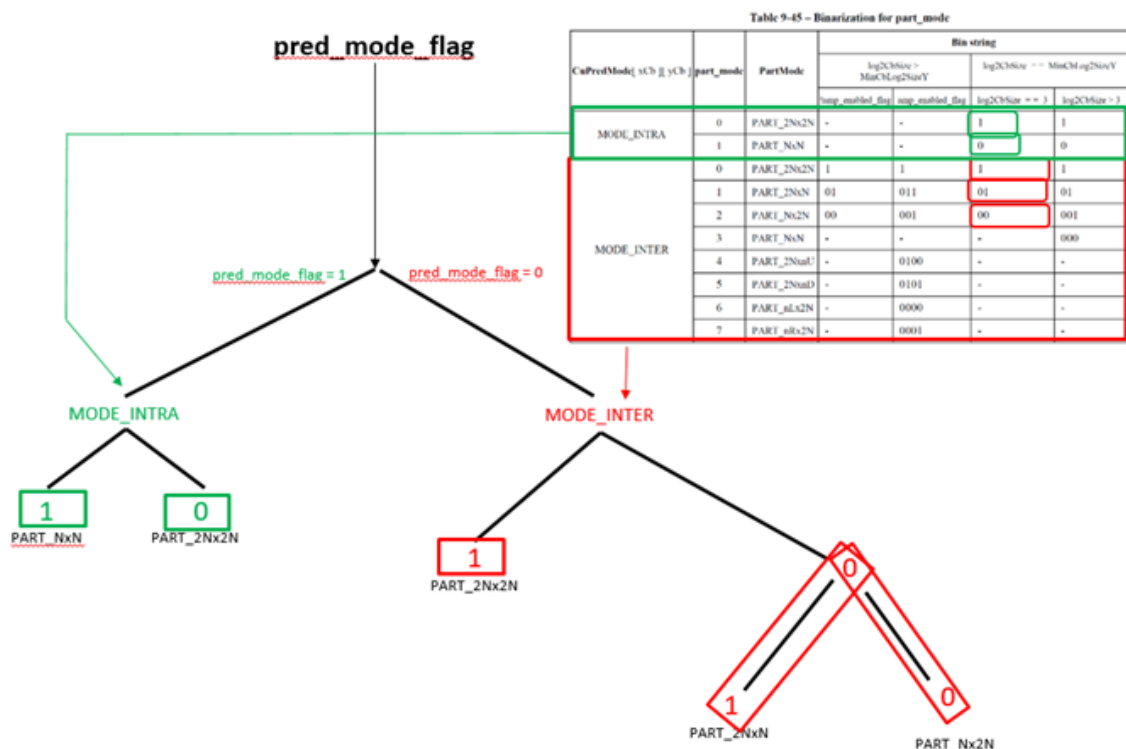 Table 9-45 – Binarization for part_mode
pred_mode_flag
CuPredMode[ xCb ][ yCb ] part_mode PartMode Bin string
log2CbSize > MinCbLog2SizeY log2CbSize == MinCbLog2SizeY
!amp_enabled_flag amp_enabled_flag log2CbSize == 3 log2CbSize > 3
MODE_INTRA 0 PART_2Nx2N - - 1 1
1 PART_NxN - - 0 0
MODE_INTER 0 PART_2Nx2N 1 1 1 1
1 PART_2NxN 01 011 01 01
2 PART_Nx2N 00 001 00 001
3 PART_NxN - - - 000
4 PART_2NxnU - 0100 - -
5 PART_2NxnD - 0101 - -
6 PART_nLx2N - 0000 - -
7 PART_nRx2N - 0001 - -
pred_mode_flag = 1 pred_mode_flag = 0
MODE_INTRA MODE_INTER
1 0
PART_NxN PART_2Nx2N
1 0
PART_2Nx2N
1 0
PART_2NxN PART_Nx2N